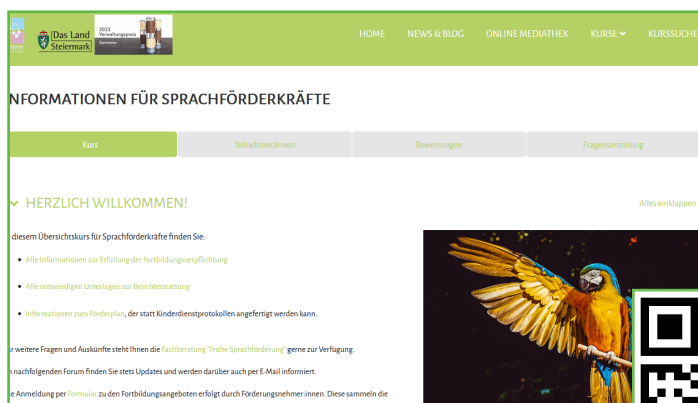 Das Land
Steiermark
2013
Verwaltungspreis
HOME NEWS & BLOG ONLINE MEDIATHEK KURSE KURSSUCHE
NFORMATIONEN FÜR SPRACHFÖRDERKRÄFTE
Kurs Teilnehmer/innen Bewertungen Fragensammlung
HERZLICH WILLKOMMEN!
Alles einklappen
diesem Übersichtskurs für Sprachförderkräfte finden Sie:
• Alle Informationen zur Erfüllung der Fortbildungsverpflichtung
• Alle notwendigen Unterlagen zur Berichterstattung
• Informationen zum Förderplan, der statt Kinderdienstprotokollen angefertigt werden kann.
r weitere Fragen und Auskünfte steht Ihnen die Fachberatung "Frühe Sprachförderung" gerne zur Verfügung.
n nachfolgenden Forum finden Sie stets Updates und werden darüber auch per E-Mail informiert.
e Anmeldung per Formular zu den Fortbildungsangeboten erfolgt durch Förderungsnehmer:innen. Diese sammeln die